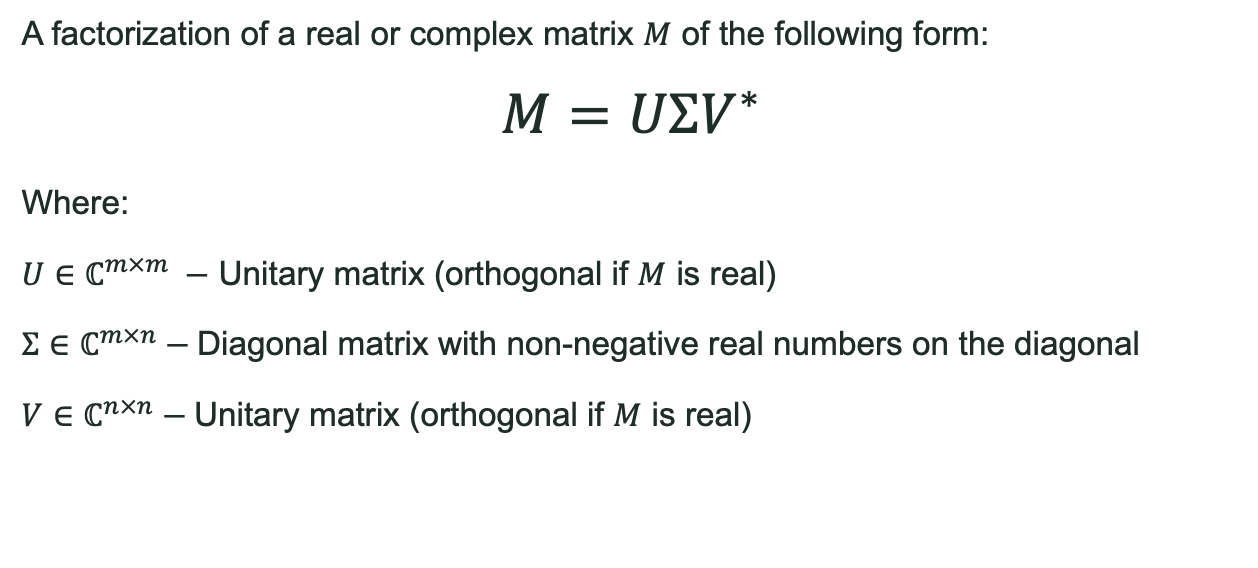 A factorization of a real or complex matrix 𝑀 of the following form:
𝑀 = 𝑈Σ𝑉*
Where:
𝑈 ∈ ℂ^{𝑚×𝑚} – Unitary matrix (orthogonal if 𝑀 is real)
Σ ∈ ℂ^{𝑚×𝑛} – Diagonal matrix with non-negative real numbers on the diagonal
𝑉 ∈ ℂ^{𝑛×𝑛} – Unitary matrix (orthogonal if 𝑀 is real)